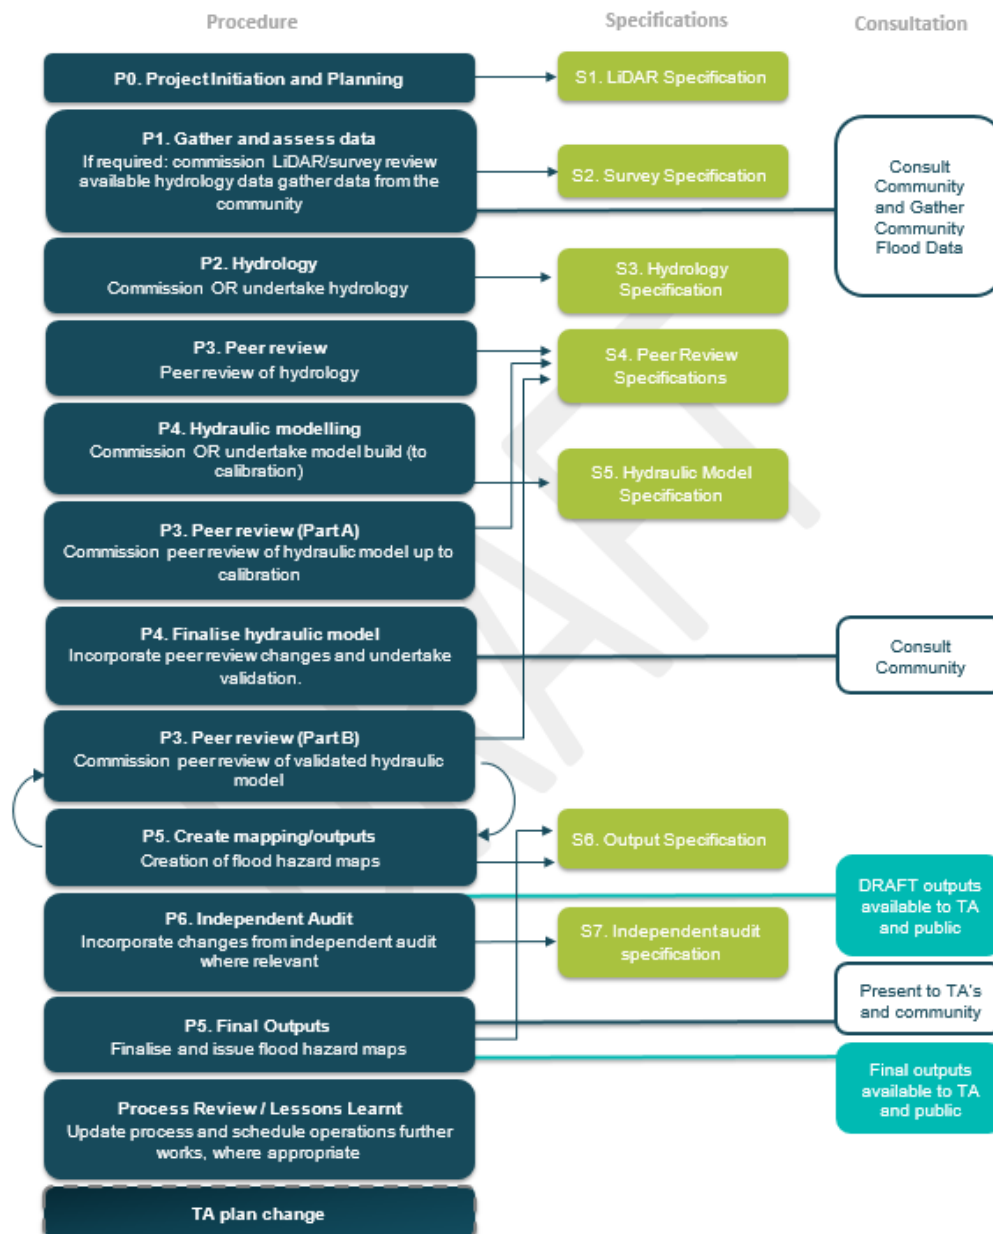 Procedure
Specifications
Consultation
P0. Project Initiation and Planning
S1. LiDAR Specification
P1. Gather and assess data
If required: commission LiDAR/survey review
available hydrology data gather data from the
community
S2. Survey Specification
Consult
Community
and Gather
Community
Flood Data
P2. Hydrology
Commission OR undertake hydrology
S3. Hydrology
Specification
P3. Peer review
Peer review of hydrology
S4. Peer Review
Specifications
P4. Hydraulic modelling
Commission OR undertake model build (to
calibration)
S5. Hydraulic Model
Specification
P3. Peer review (Part A)
Commission peer review of hydraulic model up to
calibration
P4. Finalise hydraulic model
Incorporate peer review changes and undertake
validation.
Consult
Community
P3. Peer review (Part B)
Commission peer review of validated hydraulic
model
P5. Create mapping/outputs
Creation of flood hazard maps
S6. Output Specification
DRAFT outputs
available to TA
and public
P6. Independent Audit
Incorporate changes from independent audit
where relevant
S7. Independent audit
specification
Present to TA's
and community
P5. Final Outputs
Finalise and issue flood hazard maps
Final outputs
available to TA
and public
Process Review / Lessons Learnt
Update process and schedule operations further
works, where appropriate
TA plan change
DRAFT